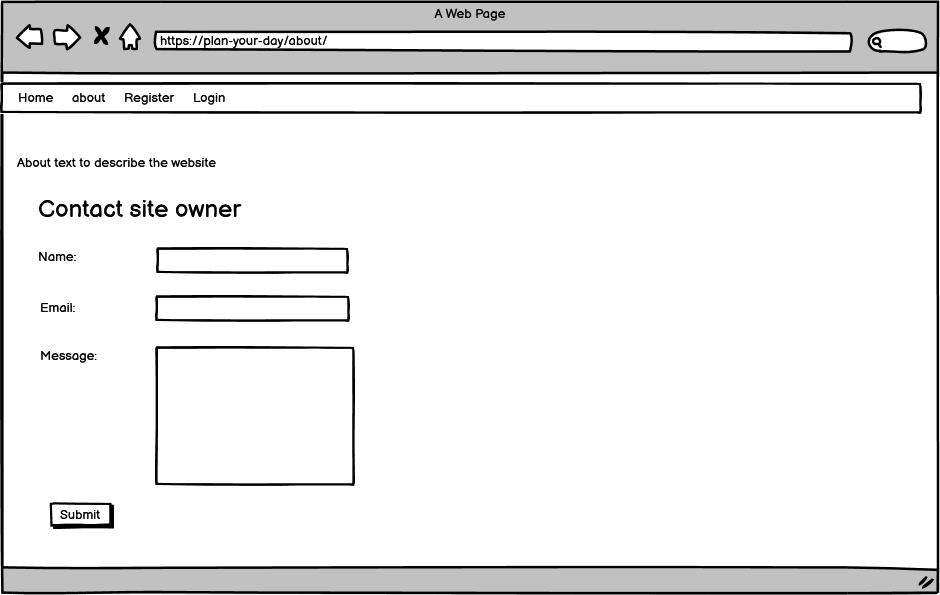 A Web Page
https://plan-your-day/about/
Home about Register Login
About text to describe the website
Contact site owner
Name:
Email:
Message:
Submit